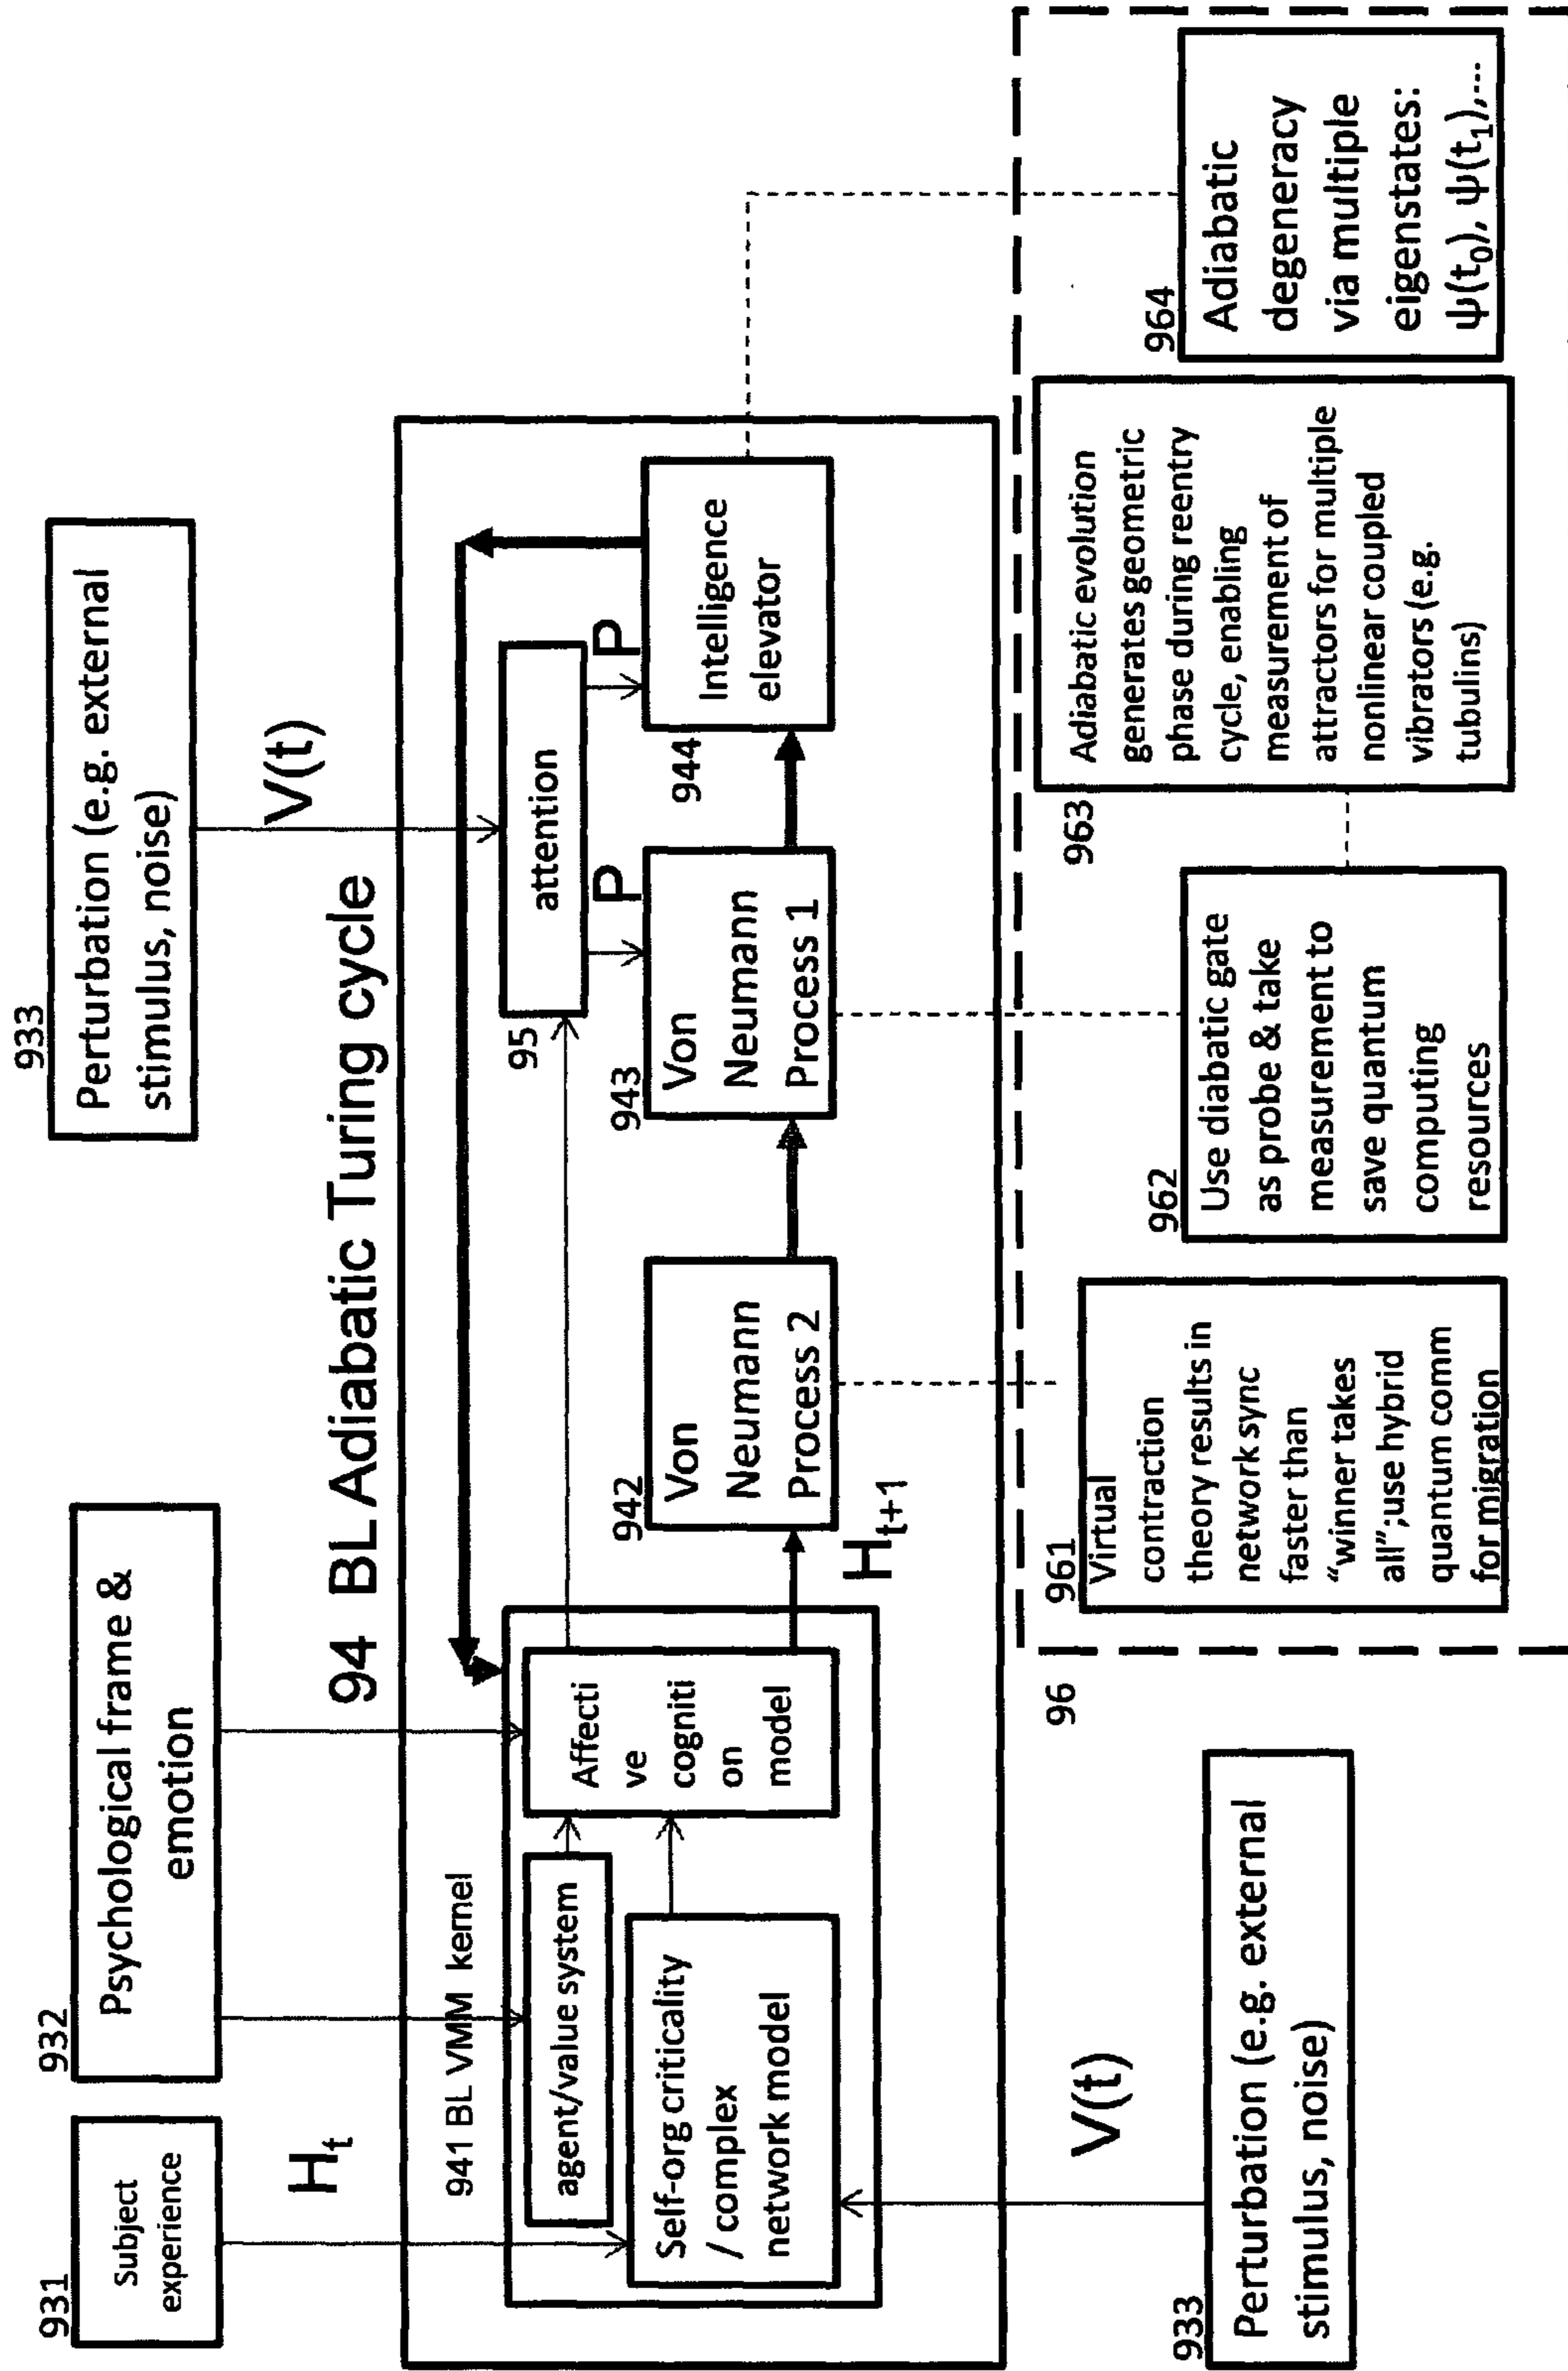 931
Subject
experience
932
Psychological frame &
emotion
933
Perturbation (e.g. external
stimulus, noise)
H_t
V(t)
94 BL Adiabatic Turing cycle
941 BL VMM kernel
agent/value system
Self-org criticality
/ complex
network model
Affecti
ve
cogniti
on
model
H_{t+1}
942
Von
Neumann
Process 2
943
Von
Neumann
Process 1
95
attention
P
P
944
Intelligence
elevator
933
Perturbation (e.g. external
stimulus, noise)
V(t)
96
961
Virtual
contraction
theory results in
network sync
faster than
“winner takes
all”;use hybrid
quantum comm
for migration
962
Use diabatic gate
as probe & take
measurement to
save quantum
computing
resources
963
Adiabatic evolution
generates geometric
phase during reentry
cycle, enabling
measurement of
attractors for multiple
nonlinear coupled
vibrators (e.g.
tubulins)
964
Adiabatic
degeneracy
via multiple
eigenstates:
ψ(t₀), ψ(t₁),...